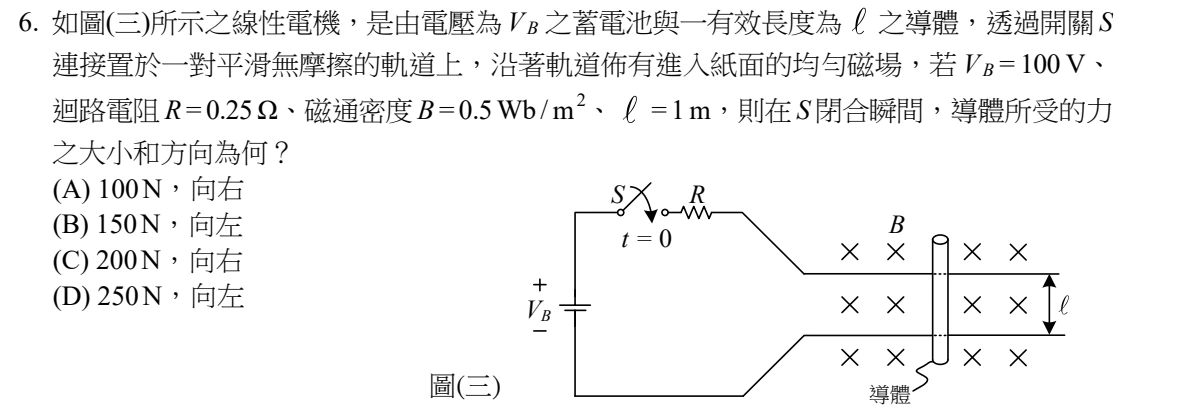 6. 如圖(三)所示之線性電機，是由電壓為 V_B 之蓄電池與一有效長度為 ℓ 之導體，透過開關 S
連接置於一對平滑無摩擦的軌道上，沿著軌道佈有進入紙面的均勻磁場，若 V_B = 100 V、
迴路電阻 R = 0.25 Ω、磁通密度 B = 0.5 Wb / m²、 ℓ = 1 m，則在 S 閉合瞬間，導體所受的力
之大小和方向為何？
(A) 100 N，向右
(B) 150 N，向左
(C) 200 N，向右
(D) 250 N，向左
S
R
t = 0
B
+
V_B
−
ℓ
導體
圖(三)